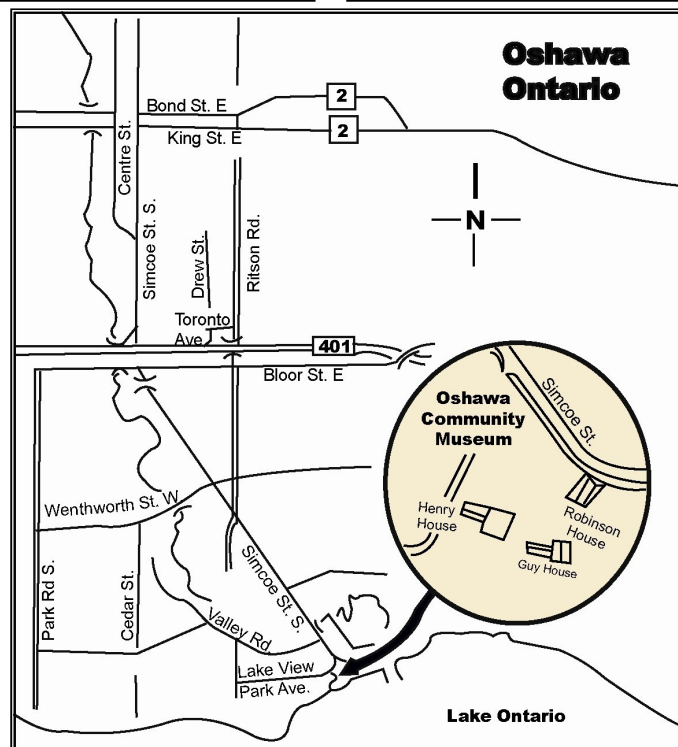 Oshawa
Ontario
Bond St. E
2
King St. E
2
Centre St.
Simcoe St. S.
Drew St.
Ritson Rd.
N
Toronto
Ave
401
Bloor St. E
Oshawa
Community
Museum
Simcoe St.
Henry
House
Robinson
House
Guy House
Wenthworth St. W
Park Rd S.
Cedar St.
Simcoe St. S.
Valley Rd
Lake View
Park Ave.
Lake Ontario